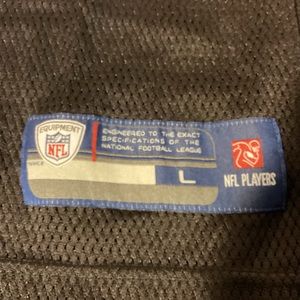 EQUIPMENT
NFL
ENGINEERED TO THE EXACT
SPECIFICATIONS OF THE
NATIONAL FOOTBALL LEAGUE
L
NFL PLAYERS